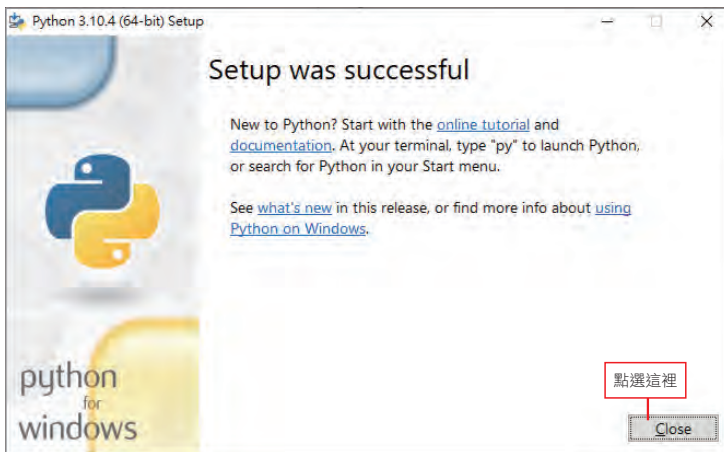 Python 3.10.4 (64-bit) Setup
Setup was successful
New to Python? Start with the online tutorial and
documentation. At your terminal, type "py" to launch Python,
or search for Python in your Start menu.
See what's new in this release, or find more info about using
Python on Windows.
點選這裡
python
for
windows
Close